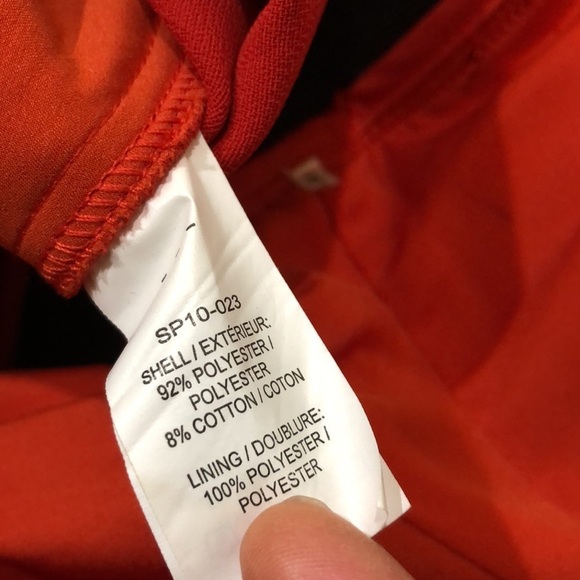 SP10-023
SHELL / EXTÉRIEUR:
92% POLYESTER /
POLYESTER
8% COTTON / COTON
LINING / DOUBLURE:
100% POLYESTER /
POLYESTER